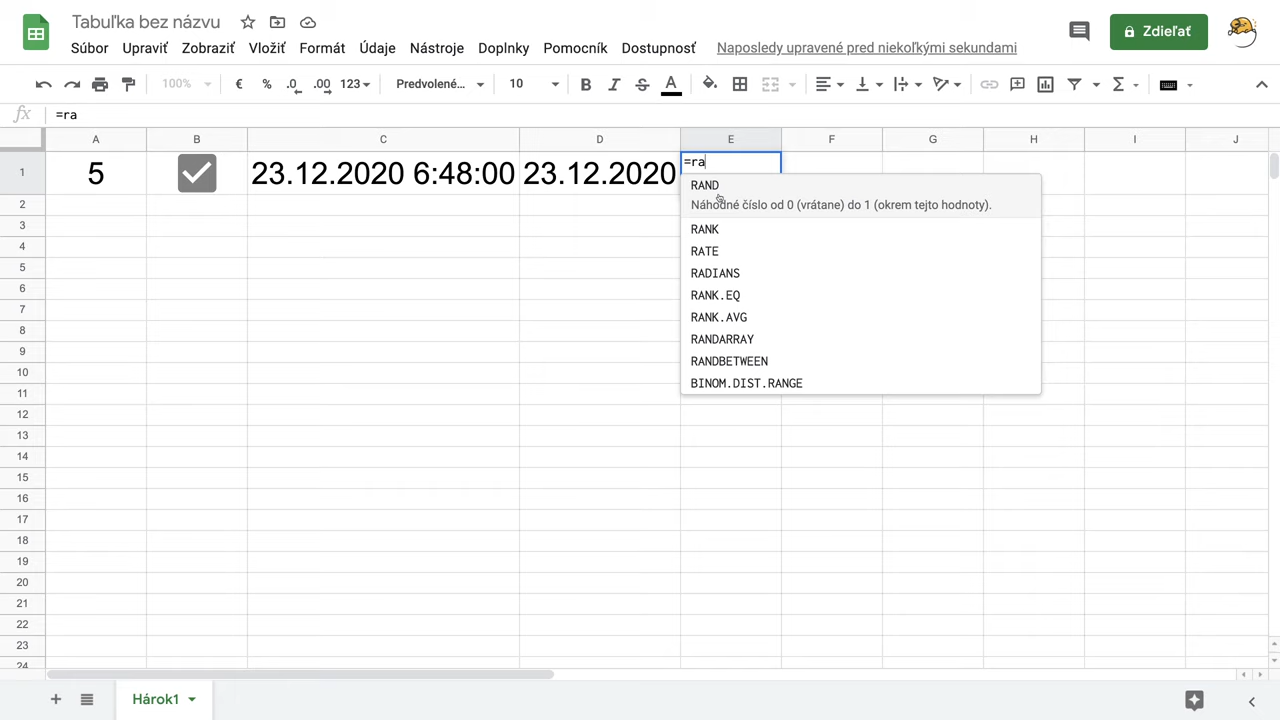 Tabuľka bez názvu
Súbor Upraviť Zobraziť Vložiť Formát Údaje Nástroje Doplnky Pomocník Dostupnosť Naposledy upravené pred niekoľkými sekundami
Zdieľať
100% € % .0 .00 123 Predvolené... 10 B I S A Σ
fx =ra
A B C D E F G H I J
1 5 23.12.2020 6:48:00 23.12.2020 =ra
RAND
Náhodné číslo od 0 (vrátane) do 1 (okrem tejto hodnoty).
RANK
RATE
RADIANS
RANK.EQ
RANK.AVG
RANDARRAY
RANDBETWEEN
BINOM.DIST.RANGE
2
3
4
5
6
7
8
9
10
11
12
13
14
15
16
17
18
19
20
21
22
23
24
Hárok1